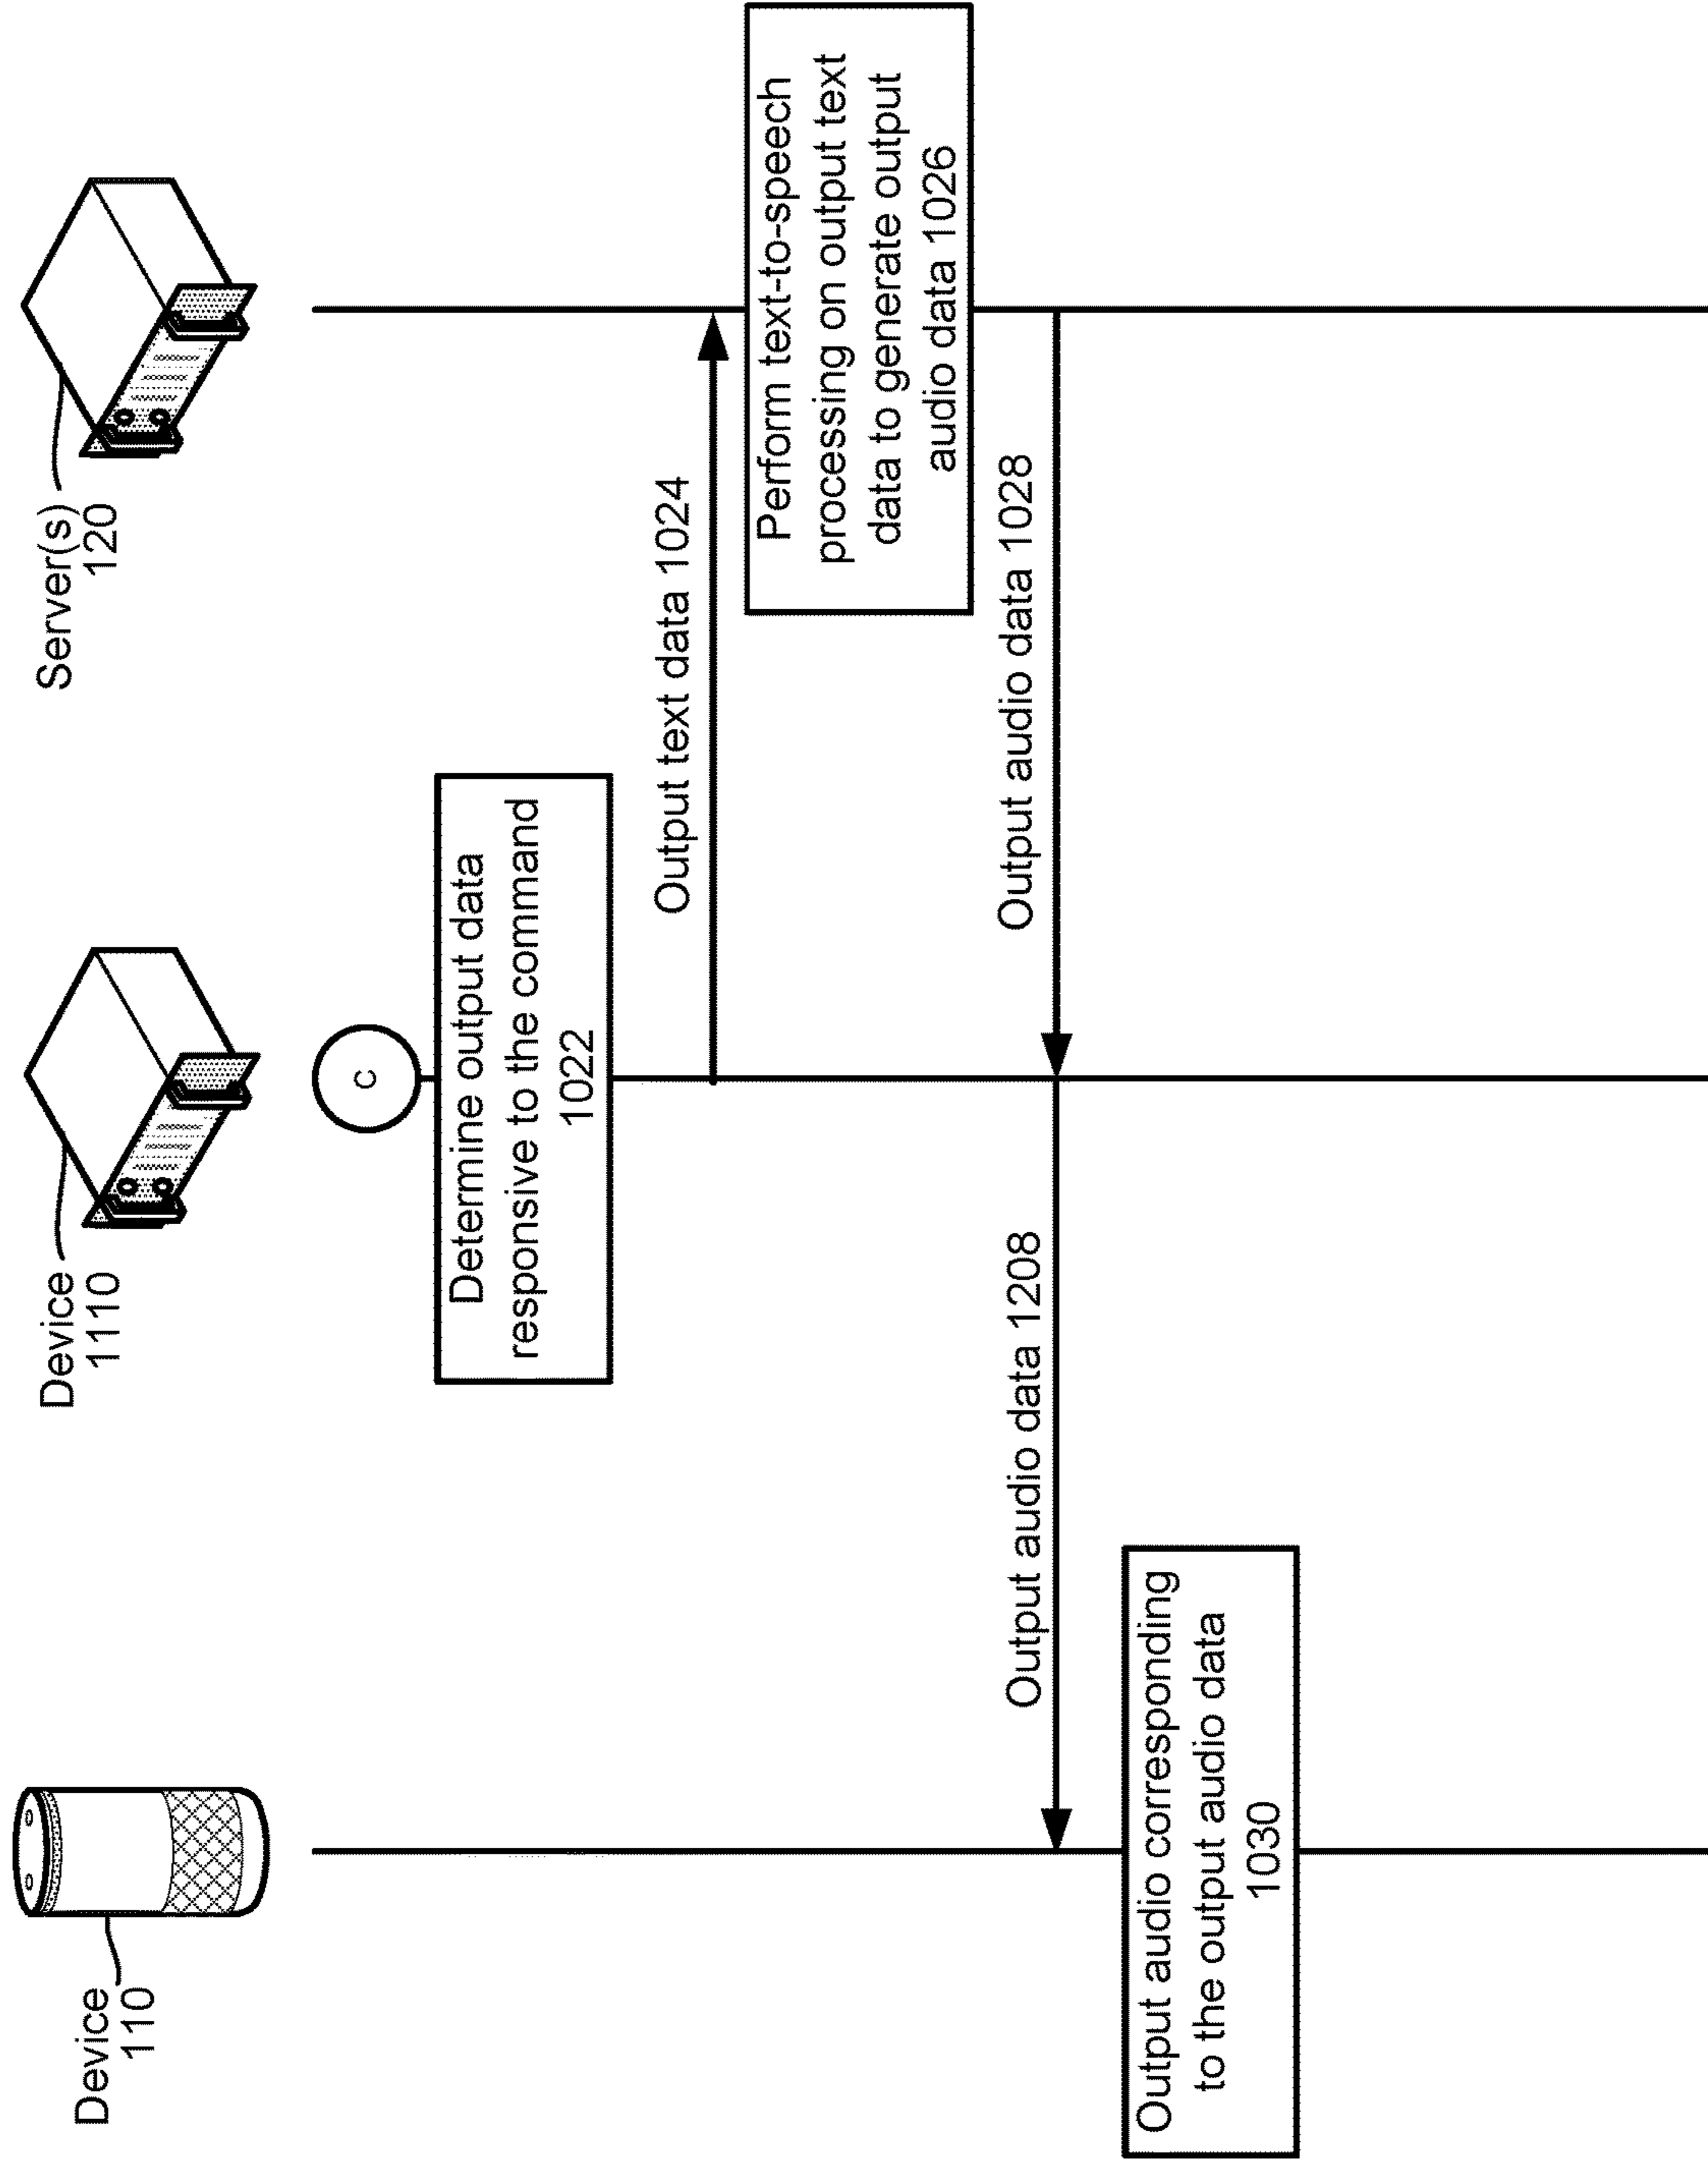 Device
110
Device
1110
Server(s)
120
C
Determine output data
responsive to the command
1022
Output text data 1024
Perform text-to-speech
processing on output text
data to generate output
audio data 1026
Output audio data 1028
Output audio data 1208
Output audio corresponding
to the output audio data
1030